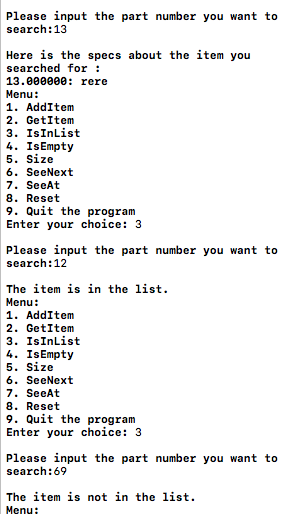 Please input the part number you want to
search:13
Here is the specs about the item you
searched for :
13.000000: rere
Menu:
1. AddItem
2. GetItem
3. IsInList
4. IsEmpty
5. Size
6. SeeNext
7. SeeAt
8. Reset
9. Quit the program
Enter your choice: 3
Please input the part number you want to
search:12
The item is in the list.
Menu:
1. AddItem
2. GetItem
3. IsInList
4. IsEmpty
5. Size
6. SeeNext
7. SeeAt
8. Reset
9. Quit the program
Enter your choice: 3
Please input the part number you want to
search:69
The item is not in the list.
Menu: